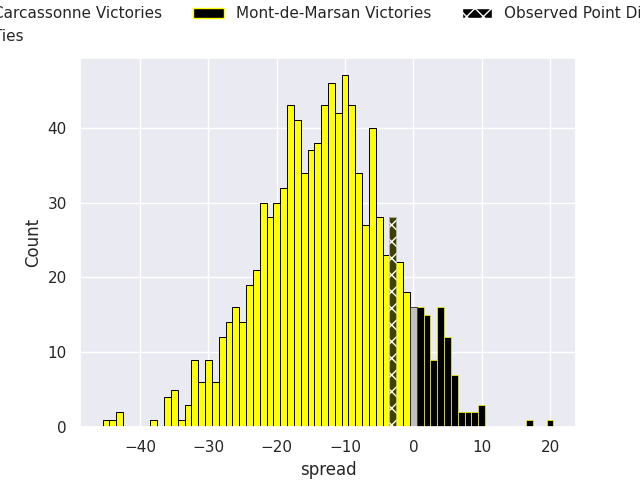 Carcassonne Victories Mont-de-Marsan Victories Observed Point Di
Ties
40
30
20
10
0
Count
−40 −30 −20 −10 0 10 20
spread